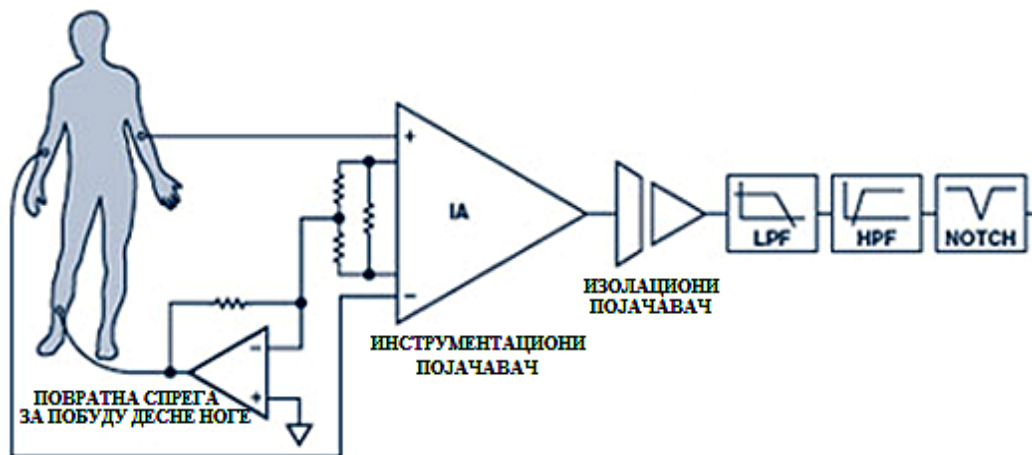 +
IA
−
LPF
HPF
NOTCH
ИЗОЛАЦИОНИ
ПОЈАЧАВАЧ
ИНСТРУМЕНТАЦИОНИ
ПОЈАЧАВАЧ
−
+
ПОВРАТНА СПРЕГА
ЗА ПОБУДУ ДЕСНЕ НОГЕ